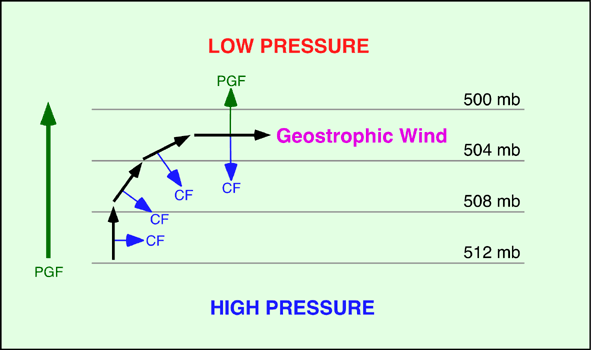 LOW PRESSURE
PGF
500 mb
Geostrophic Wind
504 mb
CF
CF
508 mb
CF
CF
512 mb
PGF
HIGH PRESSURE